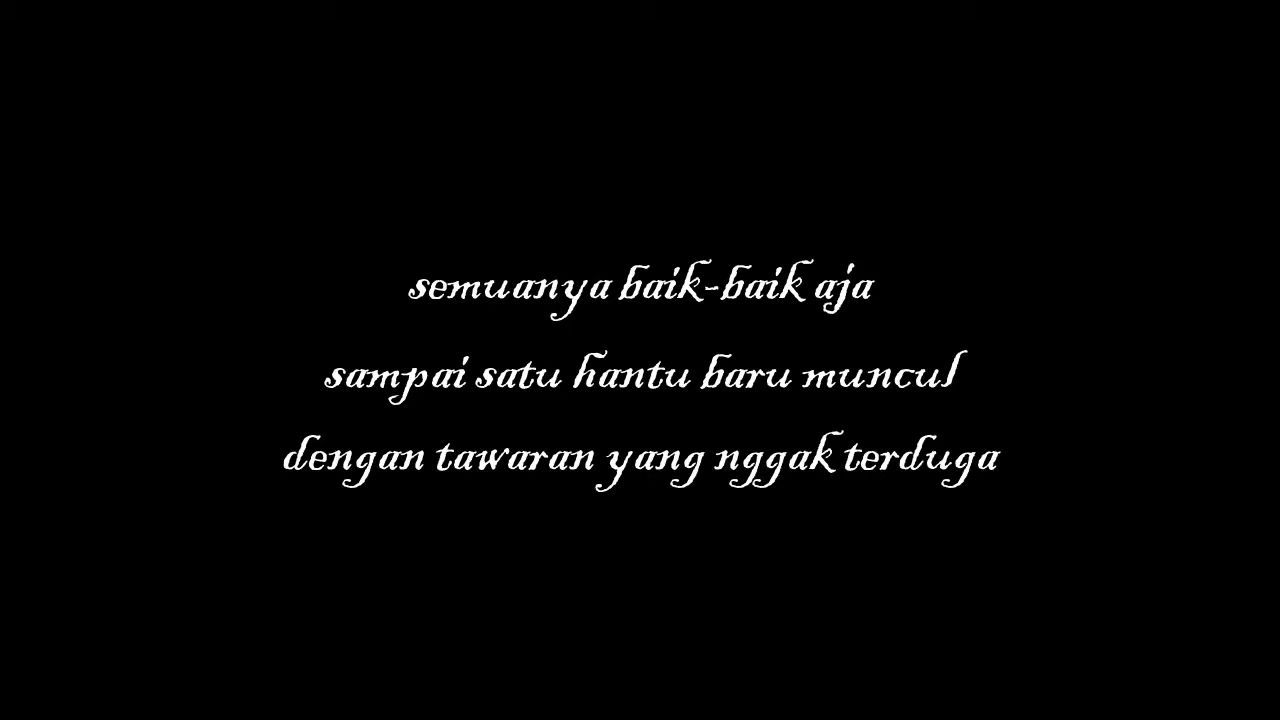 semuanya baik-baik aja
sampai satu hantu baru muncul
dengan tawaran yang nggak terduga